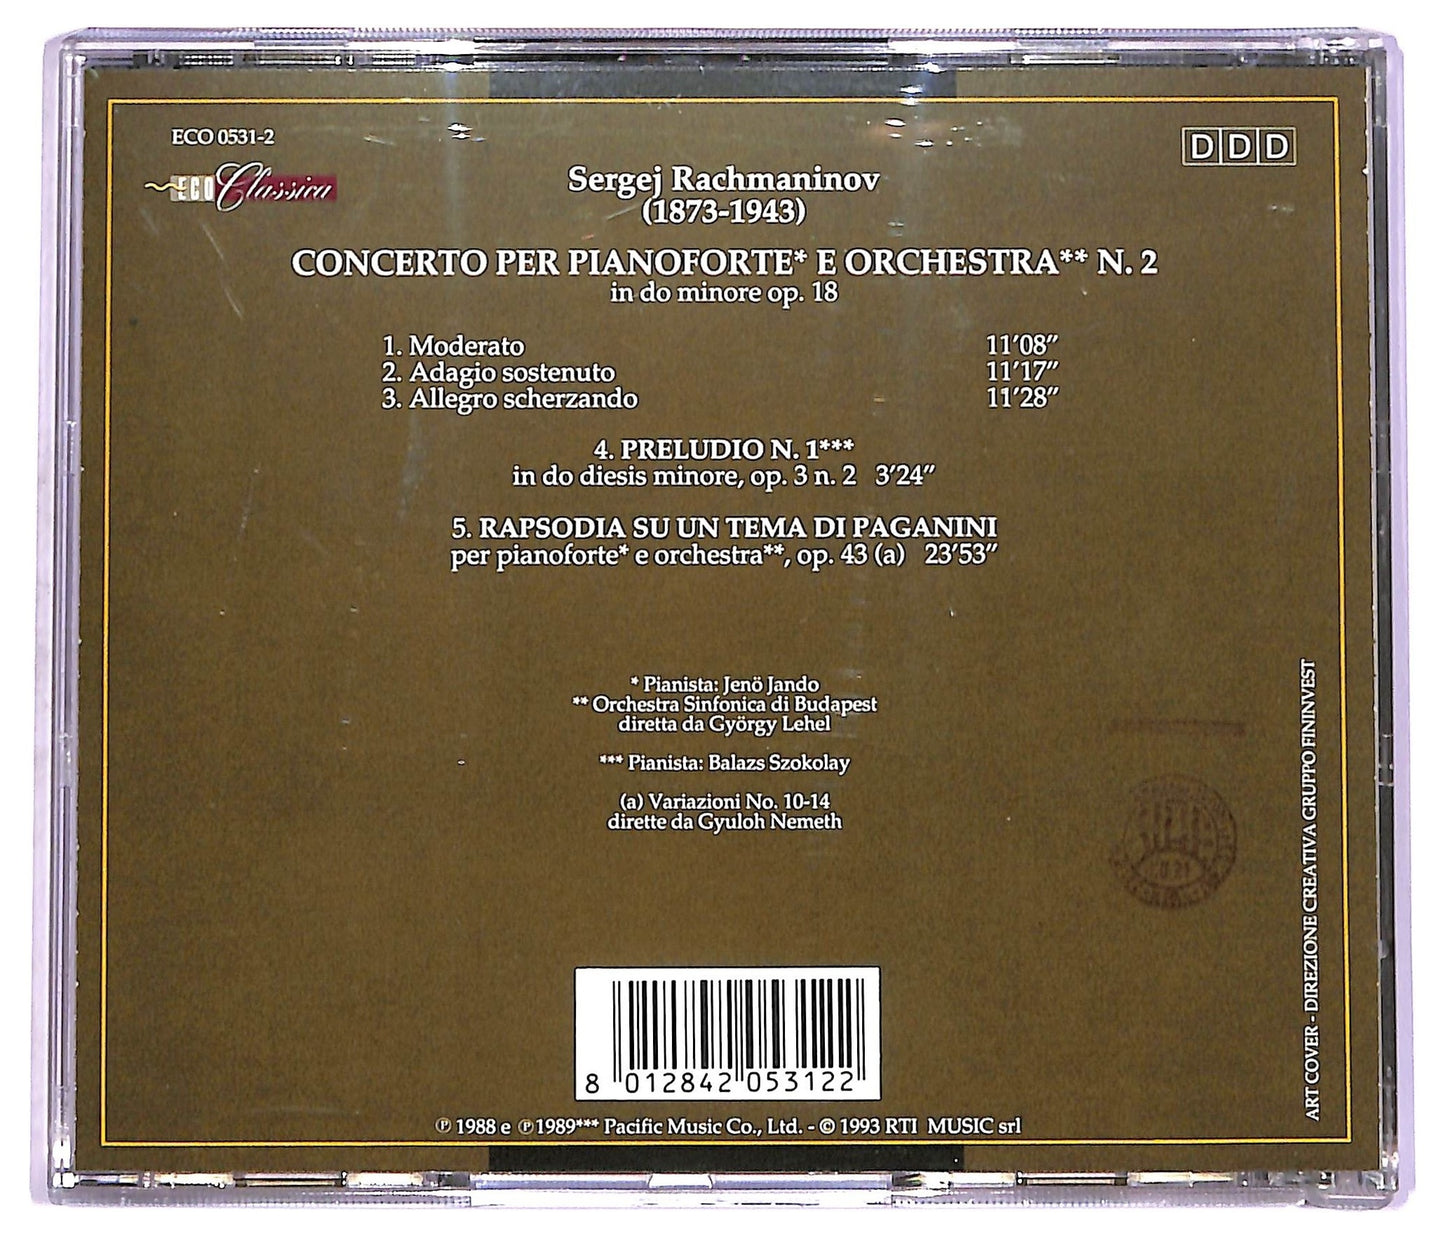 ECO 0531-2
DDD
ECO Classica
Sergej Rachmaninov
(1873-1943)
CONCERTO PER PIANOFORTE* E ORCHESTRA** N. 2
in do minore op. 18
1. Moderato 11'08"
2. Adagio sostenuto 11'17"
3. Allegro scherzando 11'28"
4. PRELUDIO N. 1***
in do diesis minore, op. 3 n. 2 3'24"
5. RAPSODIA SU UN TEMA DI PAGANINI
per pianoforte* e orchestra**, op. 43 (a) 23'53"
* Pianista: Jenö Jando
** Orchestra Sinfonica di Budapest
diretta da György Lehel
*** Pianista: Balazs Szokolay
(a) Variazioni No. 10-14
dirette da Gyuloh Nemeth
ART COVER - DIREZIONE CREATIVA GRUPPO FININVEST
8 012842 053122
℗ 1988 e ℗ 1989*** Pacific Music Co., Ltd. - © 1993 RTI MUSIC srl